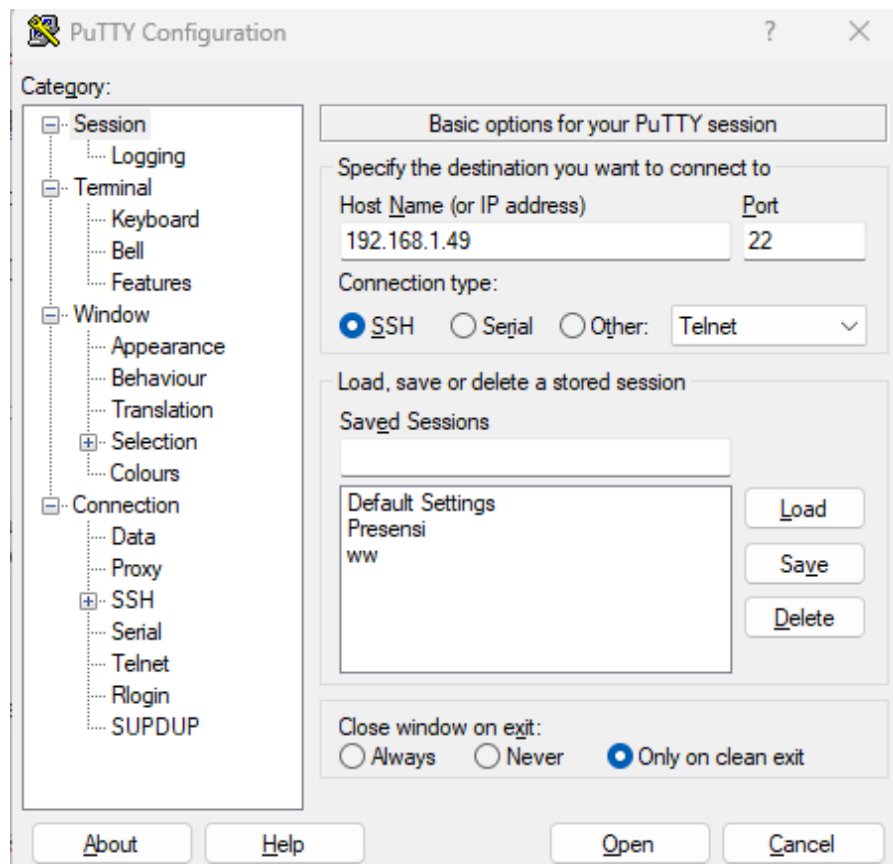 PuTTY Configuration
?
Category:
Session
Logging
Terminal
Keyboard
Bell
Features
Window
Appearance
Behaviour
Translation
Selection
Colours
Connection
Data
Proxy
SSH
Serial
Telnet
Rlogin
SUPDUP
Basic options for your PuTTY session
Specify the destination you want to connect to
Host Name (or IP address) Port
192.168.1.49 22
Connection type:
SSH Serial Other: Telnet
Load, save or delete a stored session
Saved Sessions
Default Settings
Presensi
ww
Load
Save
Delete
Close window on exit:
Always Never Only on clean exit
About Help Open Cancel